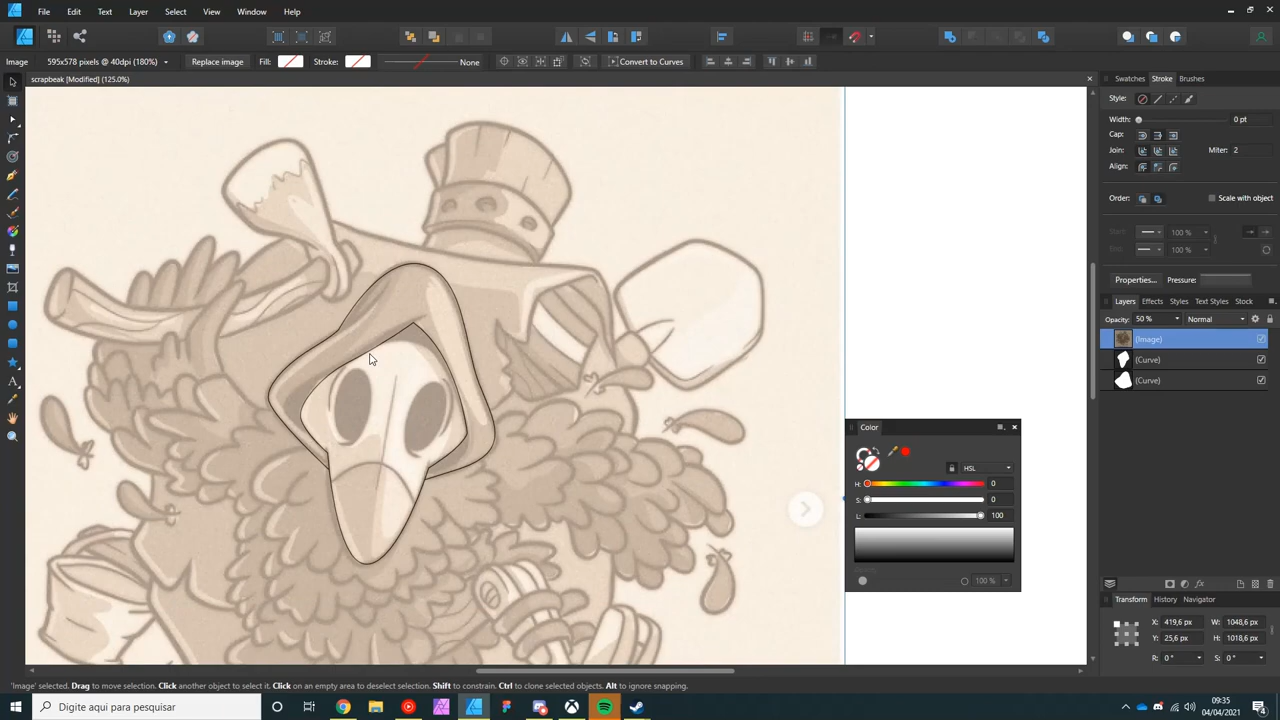 File Edit Text Layer Select View Window Help
Image 595x578 pixels @ 40dpi (180%) Replace image Fill: Stroke: None Convert to Curves
scrapbeak [Modified] (125.0%)
Swatches Stroke Brushes
Style:
Width: 0 pt
Cap:
Join: Miter: 2
Align:
Order: Scale with object
Start: 100 %
End: 100 %
Properties... Pressure:
Layers Effects Styles Text Styles Stock
Opacity: 50 % Normal
(Image)
(Curve)
(Curve)
Color
HSL
H: 0
S: 0
L: 100
100 %
Transform History Navigator
X: 419,6 px W: 1048,6 px
Y: 25,6 px H: 1018,6 px
R: 0 ° S: 0 °
'Image' selected. Drag to move selection. Click another object to select it. Click on an empty area to deselect selection. Shift to constrain. Ctrl to clone selected objects. Alt to ignore snapping.
Digite aqui para pesquisar
09:35
04/04/2021